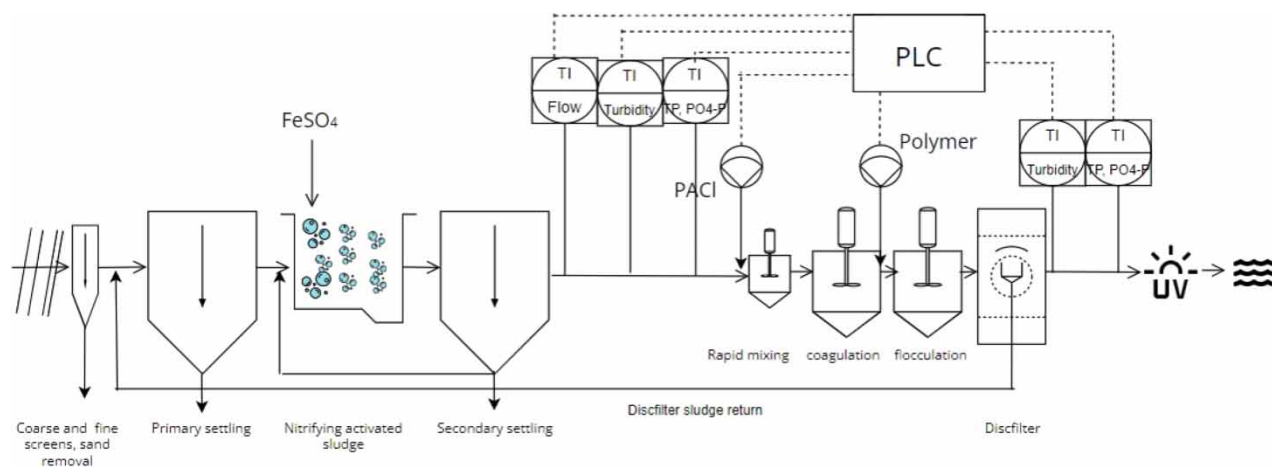 PLC
TI
Flow
TI
Turbidity
TI
TP, PO4-P
FeSO4
PACl
Polymer
TI
Turbidity
TI
TP, PO4-P
UV
Rapid mixing
coagulation
flocculation
Discfilter sludge return
Coarse and fine
screens, sand
removal
Primary settling
Nitrifying activated
sludge
Secondary settling
Discfilter